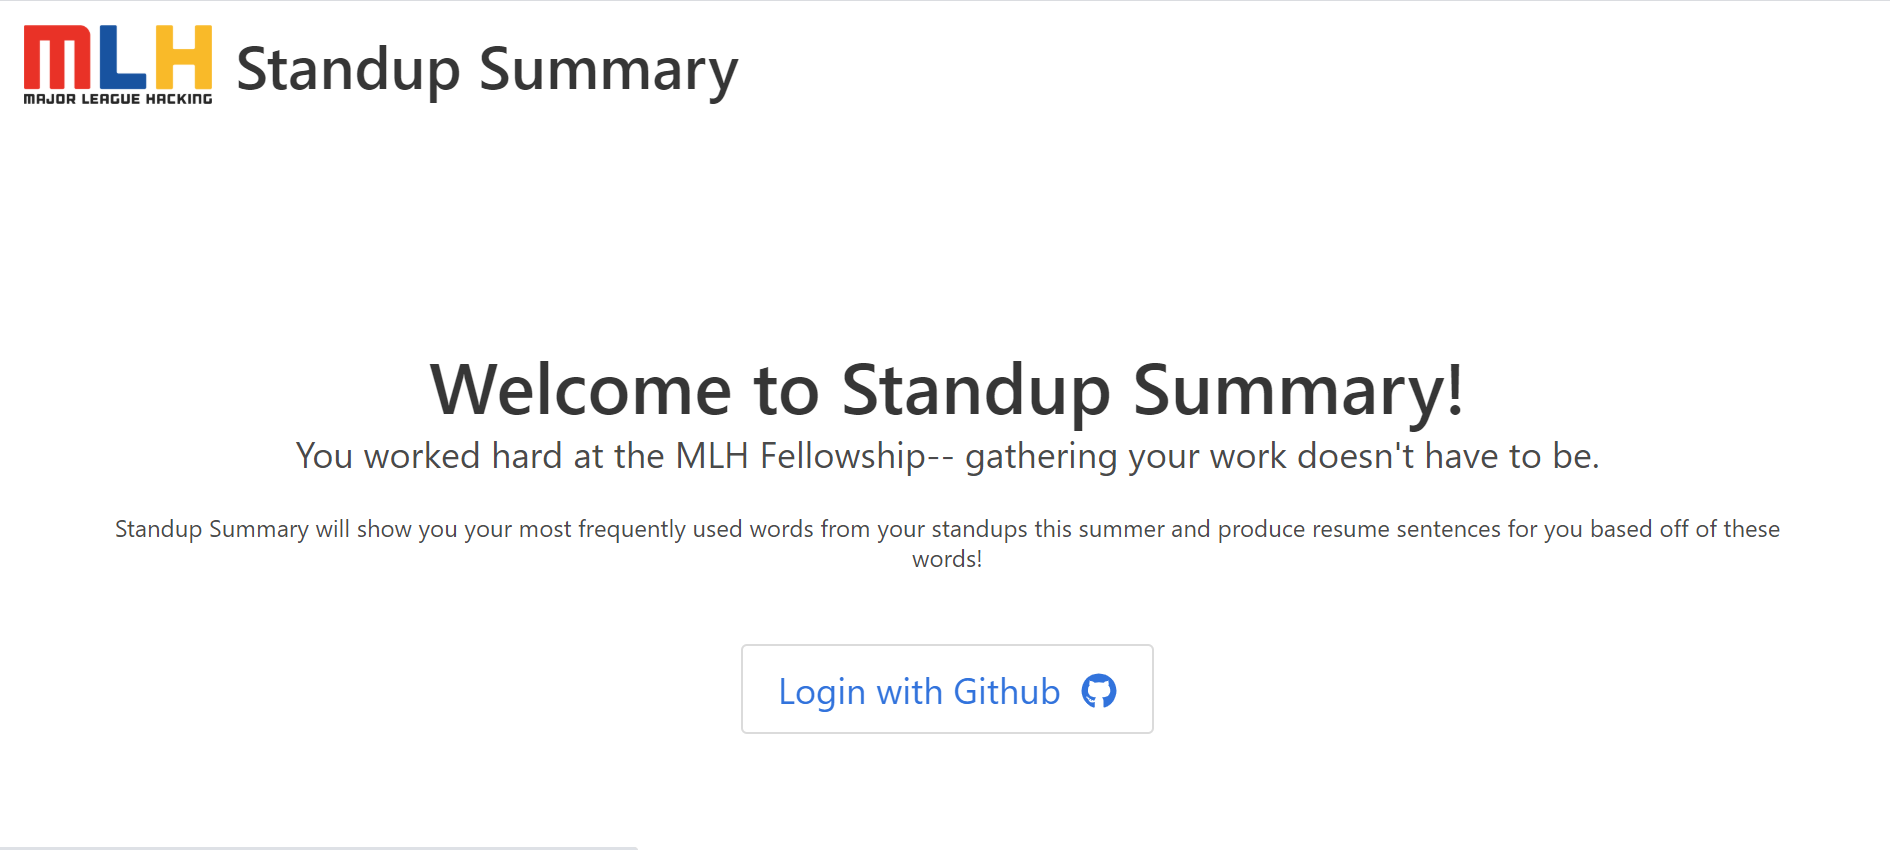 MLH
MAJOR LEAGUE HACKING
Standup Summary
Welcome to Standup Summary!
You worked hard at the MLH Fellowship-- gathering your work doesn't have to be.
Standup Summary will show you your most frequently used words from your standups this summer and produce resume sentences for you based off of these
words!
Login with Github